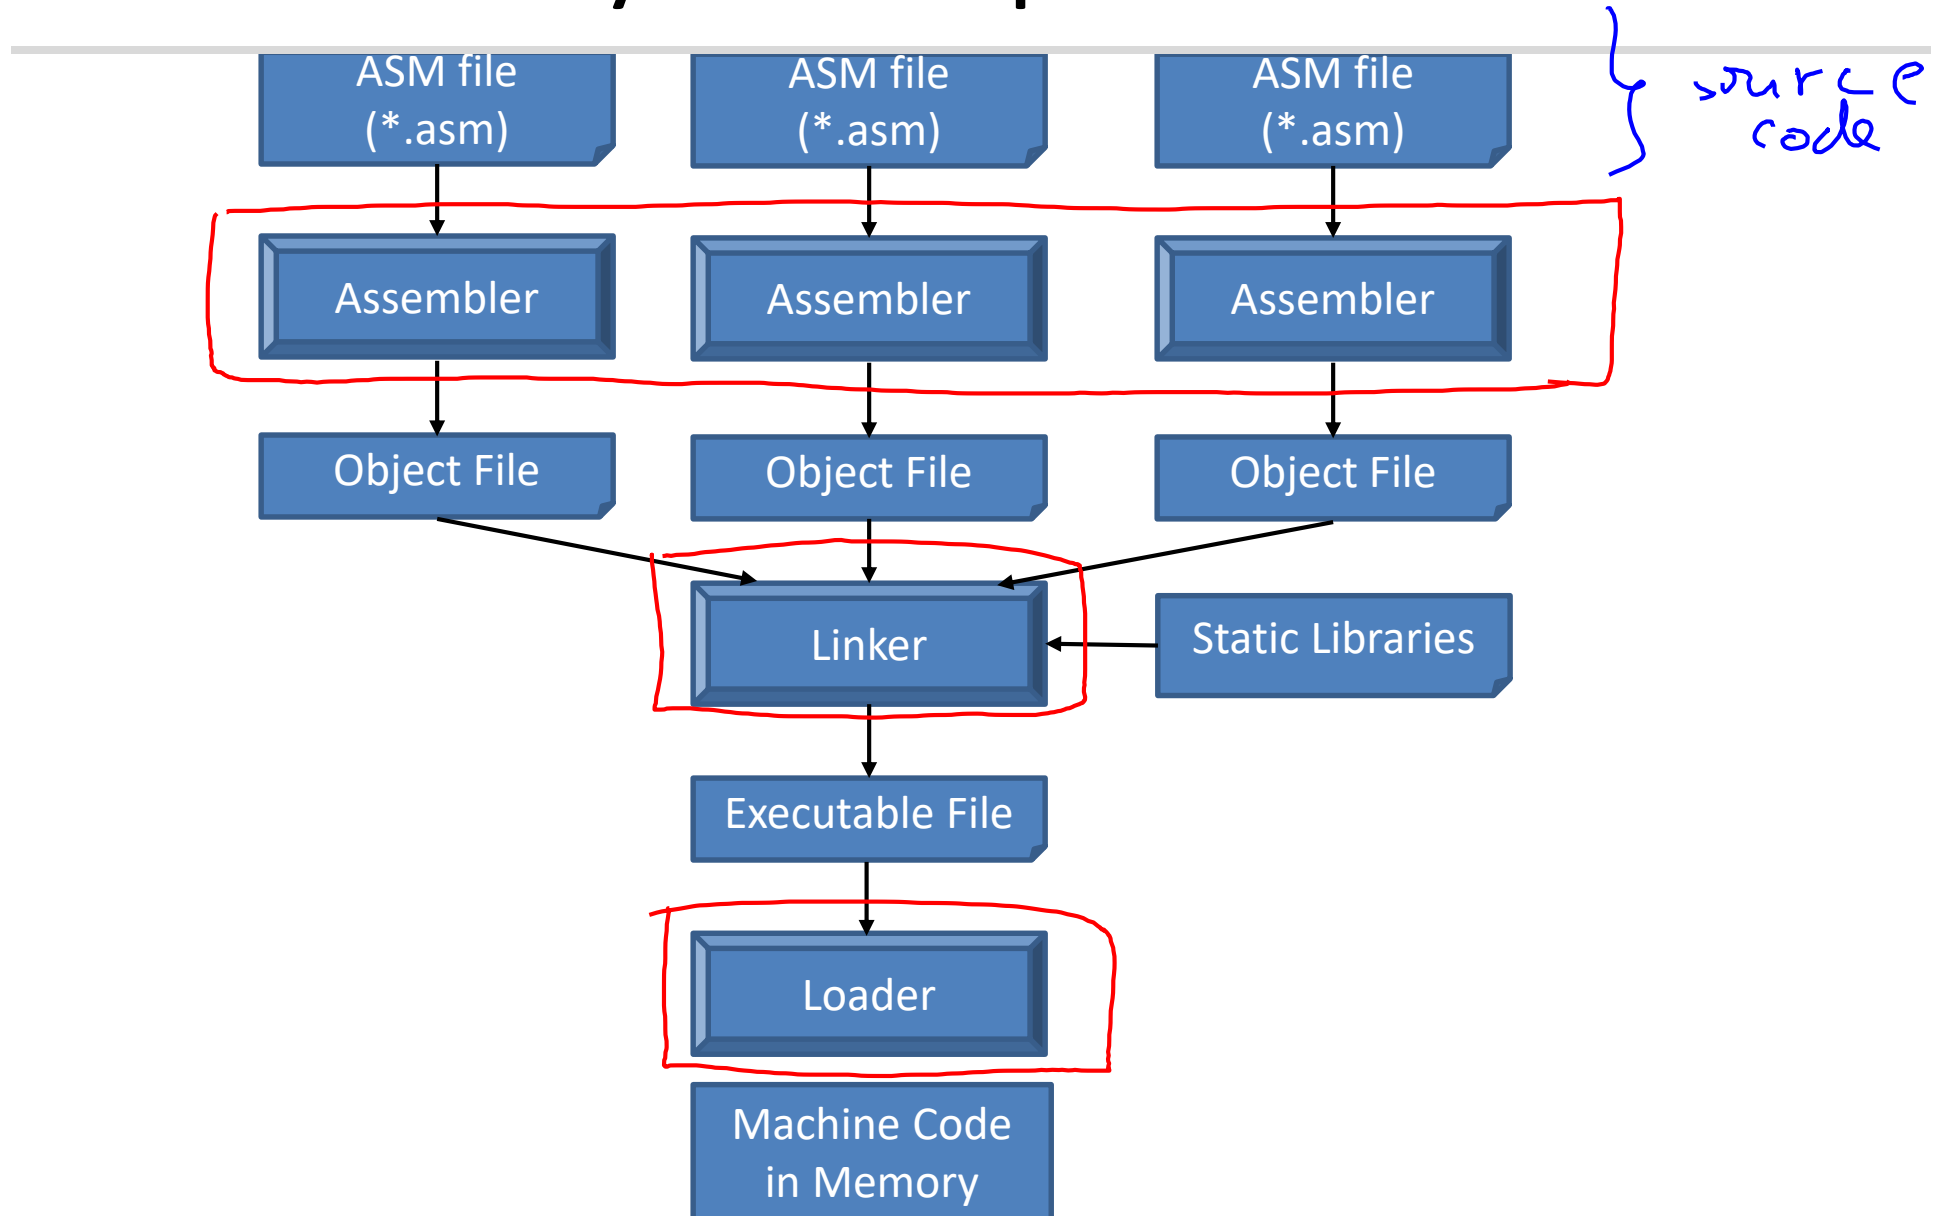 ASM file
(*.asm)
ASM file
(*.asm)
ASM file
(*.asm)
source
code
Assembler
Assembler
Assembler
Object File
Object File
Object File
Linker
Static Libraries
Executable File
Loader
Machine Code
in Memory